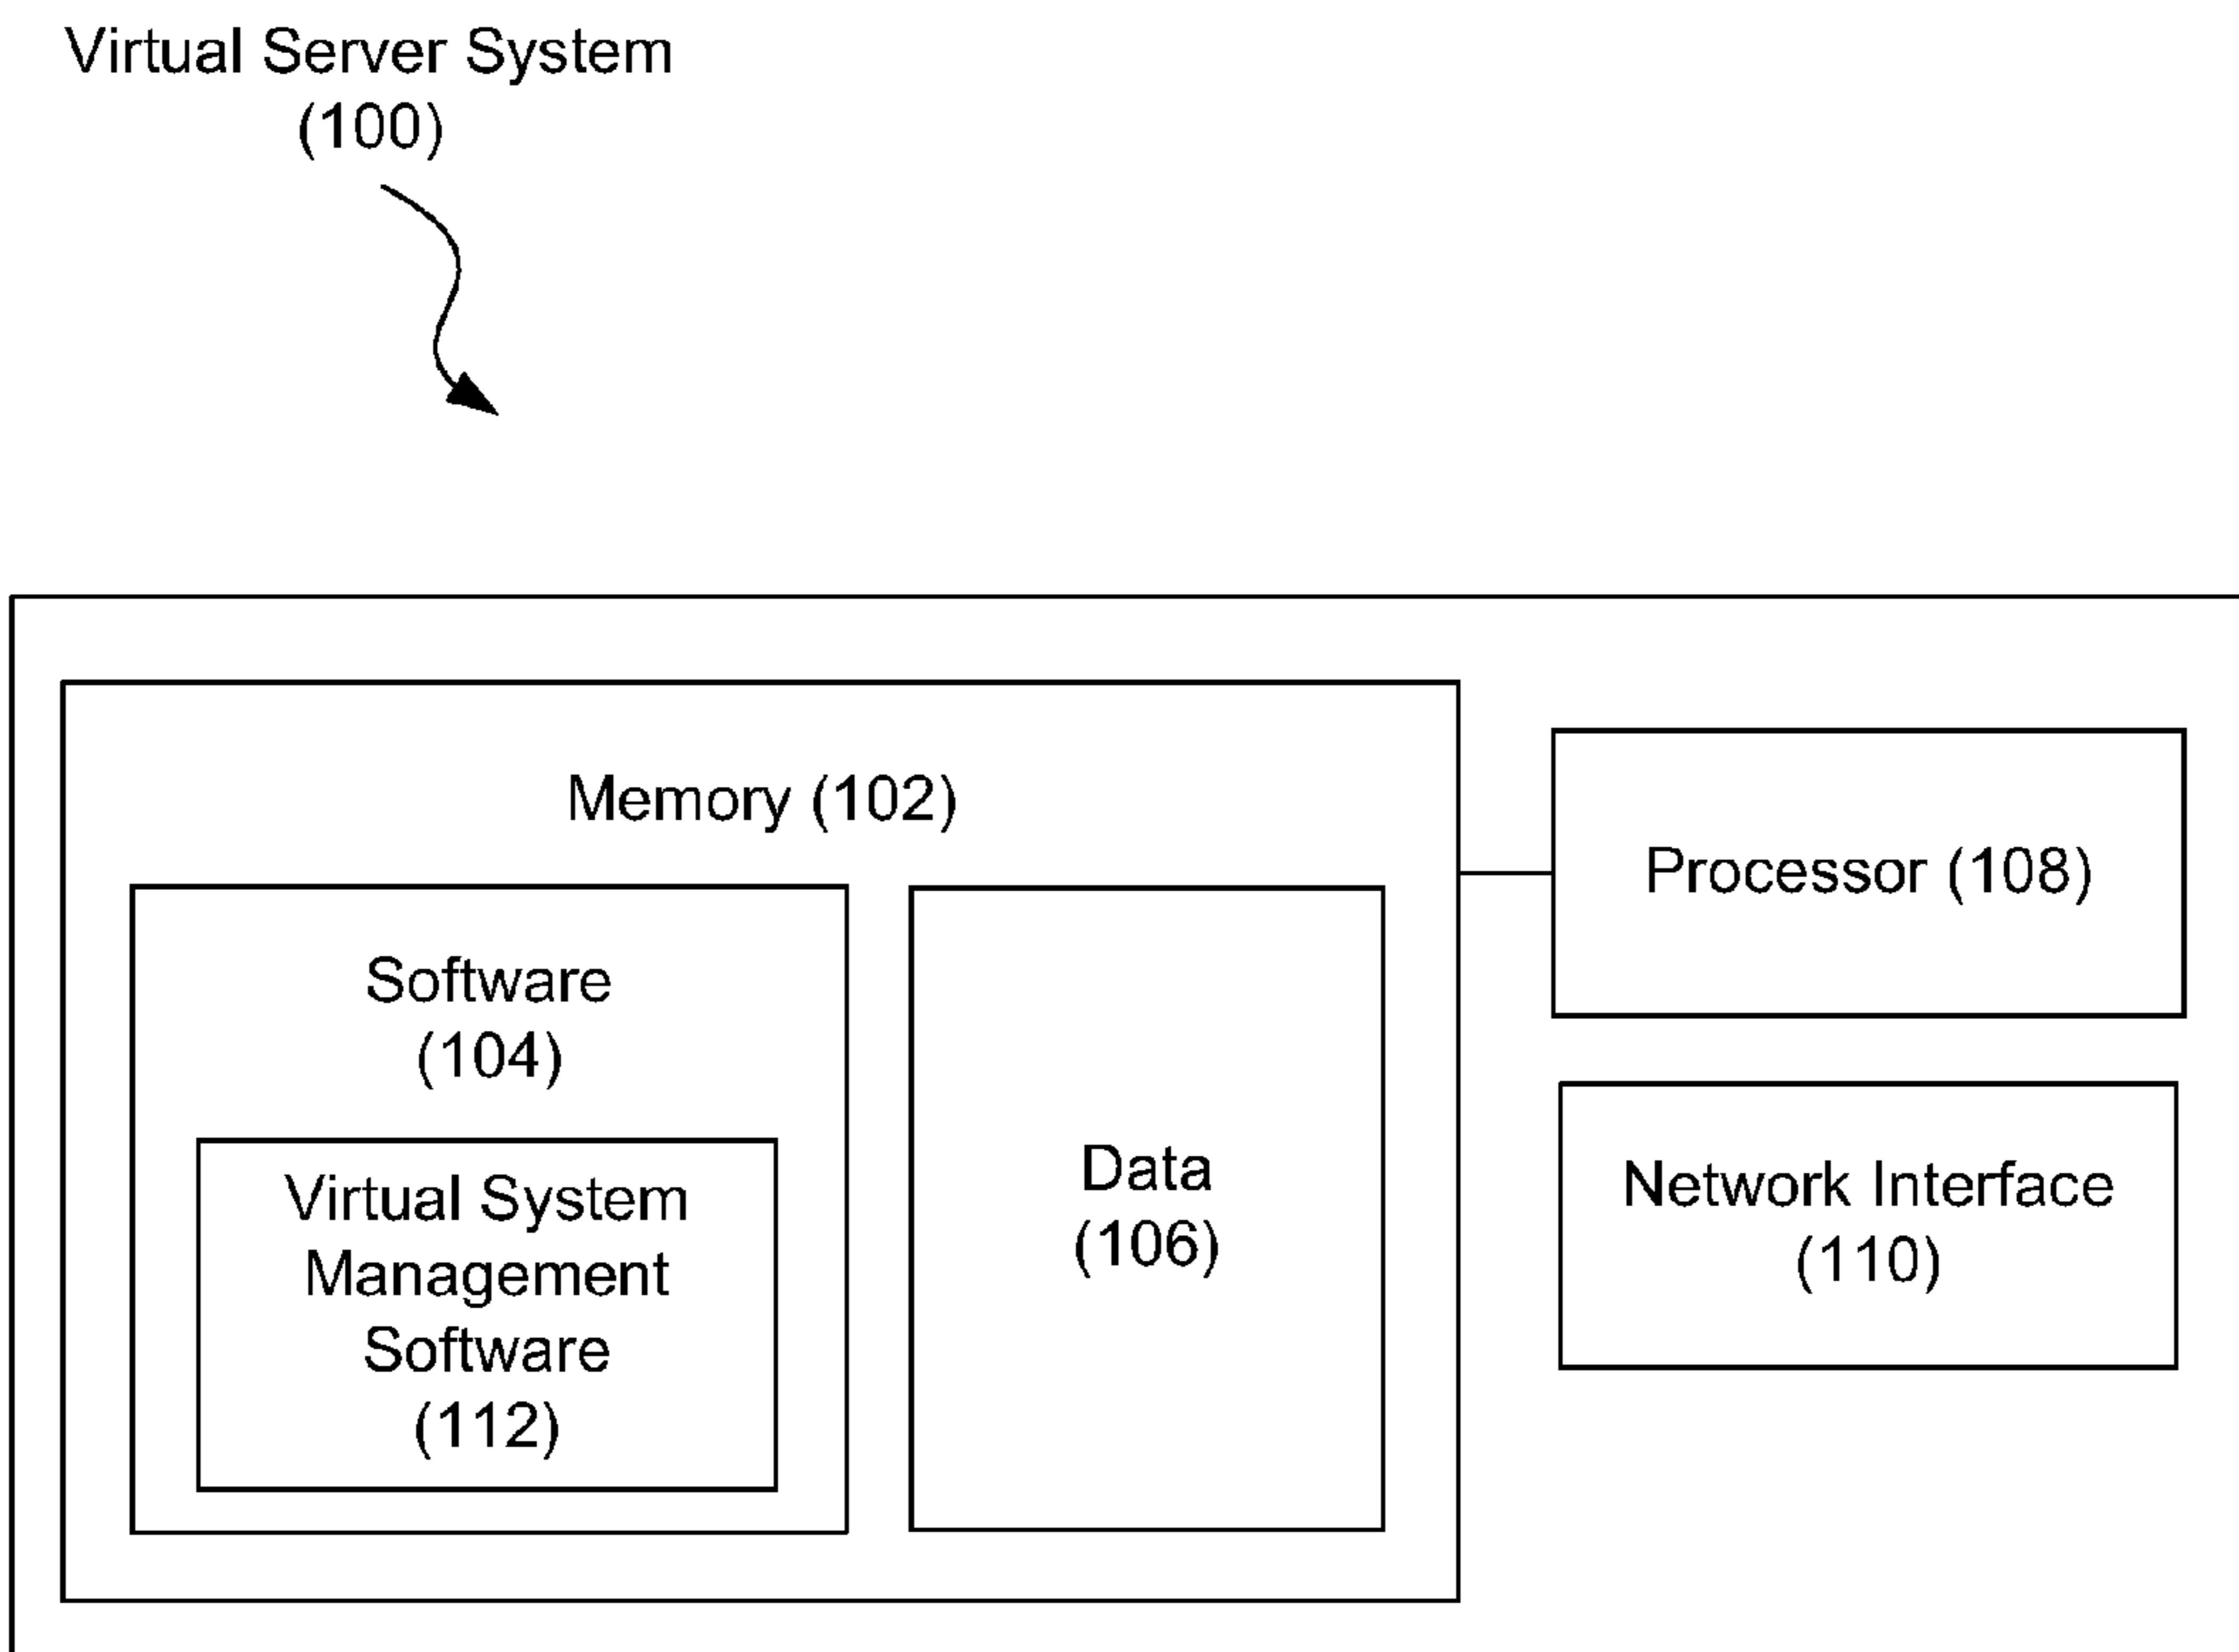 Virtual Server System
(100)
Memory (102)
Processor (108)
Software
(104)
Virtual System
Management
Software
(112)
Data
(106)
Network Interface
(110)